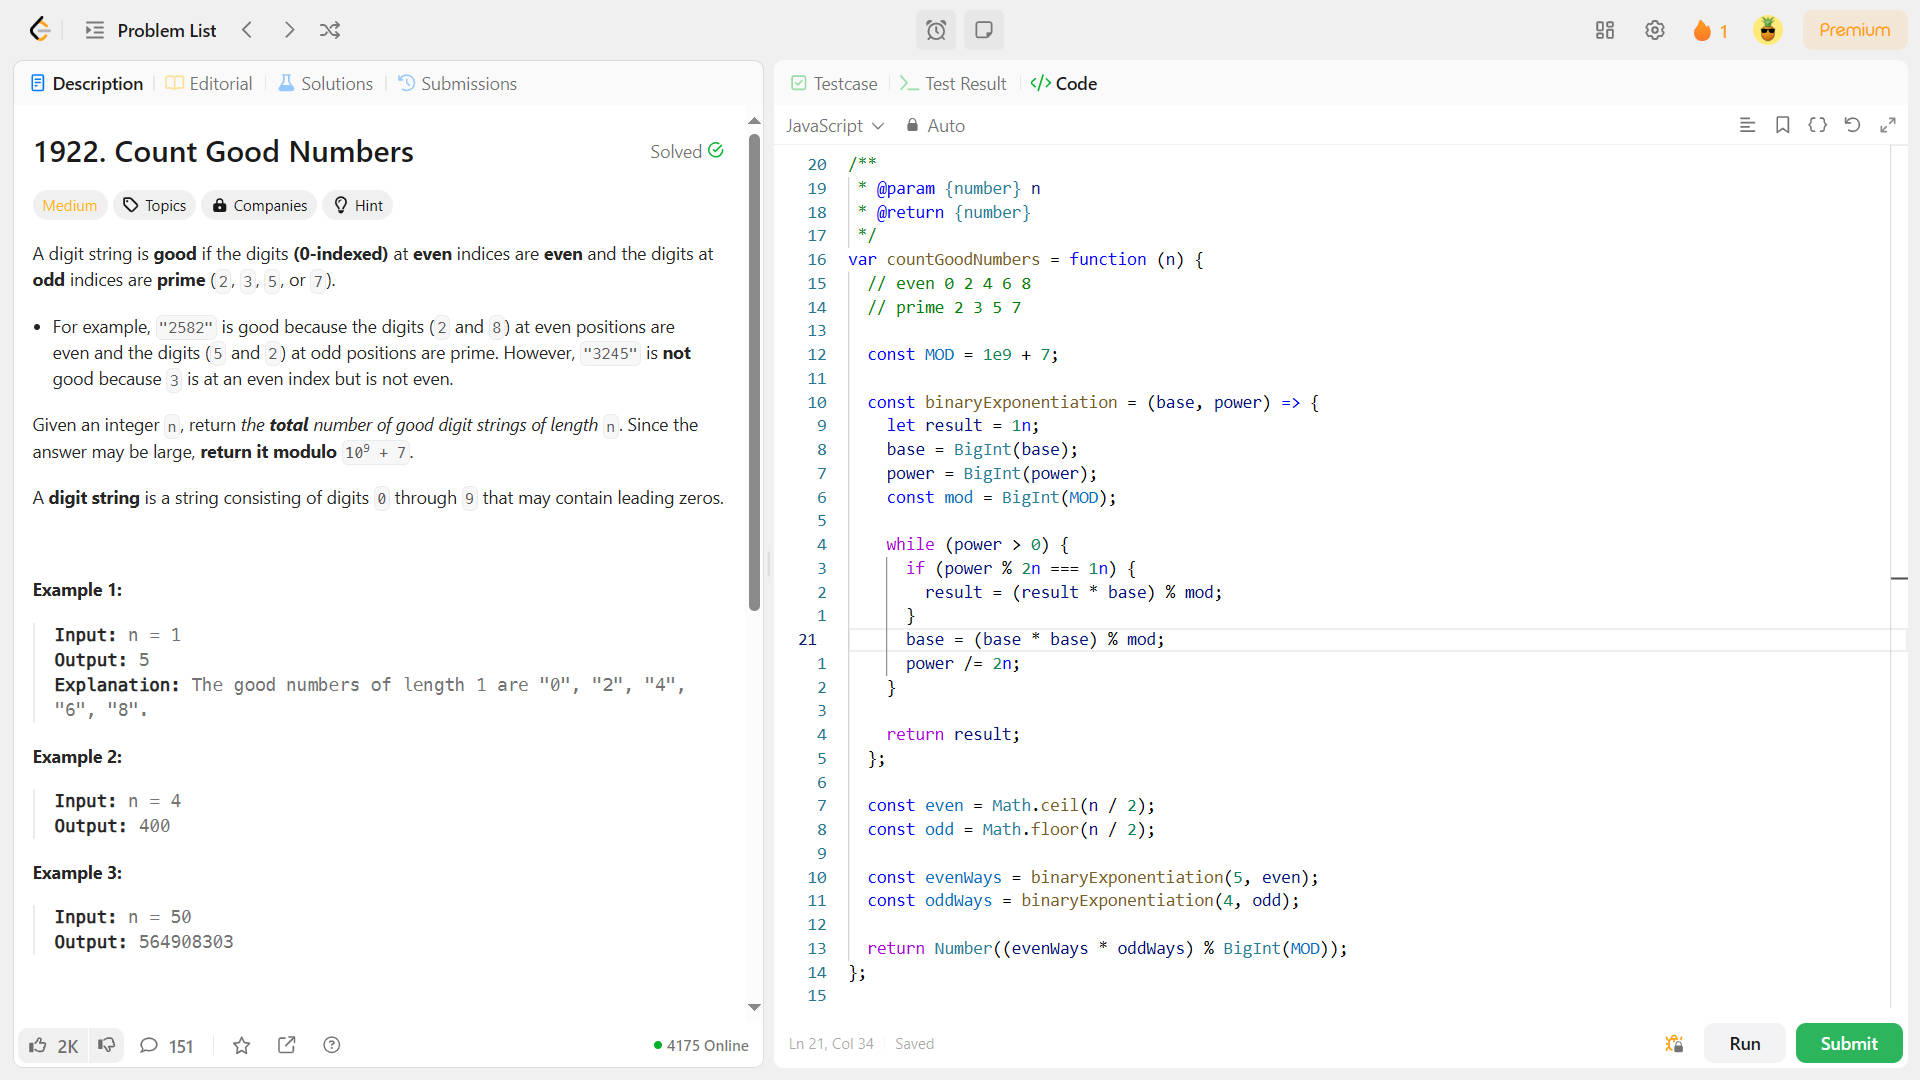 Problem List
1
Premium
Description
Editorial
Solutions
Submissions
1922. Count Good Numbers
Solved
Medium
Topics
Companies
Hint
A digit string is good if the digits (0-indexed) at even indices are even and the digits at
odd indices are prime (2, 3, 5, or 7).
• For example, "2582" is good because the digits (2 and 8) at even positions are
even and the digits (5 and 2) at odd positions are prime. However, "3245" is not
good because 3 is at an even index but is not even.
Given an integer n, return the total number of good digit strings of length n. Since the
answer may be large, return it modulo 10⁹ + 7.
A digit string is a string consisting of digits 0 through 9 that may contain leading zeros.
Example 1:
Input: n = 1
Output: 5
Explanation: The good numbers of length 1 are "0", "2", "4",
"6", "8".
Example 2:
Input: n = 4
Output: 400
Example 3:
Input: n = 50
Output: 564908303
2K
151
4175 Online
Testcase
Test Result
</> Code
JavaScript
Auto
20 /**
19  * @param {number} n
18  * @return {number}
17  */
16 var countGoodNumbers = function (n) {
15   // even 0 2 4 6 8
14   // prime 2 3 5 7
13
12   const MOD = 1e9 + 7;
11
10   const binaryExponentiation = (base, power) => {
9     let result = 1n;
8     base = BigInt(base);
7     power = BigInt(power);
6     const mod = BigInt(MOD);
5
4     while (power > 0) {
3       if (power % 2n === 1n) {
2         result = (result * base) % mod;
1       }
21       base = (base * base) % mod;
1       power /= 2n;
2     }
3
4     return result;
5   };
6
7   const even = Math.ceil(n / 2);
8   const odd = Math.floor(n / 2);
9
10   const evenWays = binaryExponentiation(5, even);
11   const oddWays = binaryExponentiation(4, odd);
12
13   return Number((evenWays * oddWays) % BigInt(MOD));
14 };
15
Ln 21, Col 34
Saved
Run
Submit